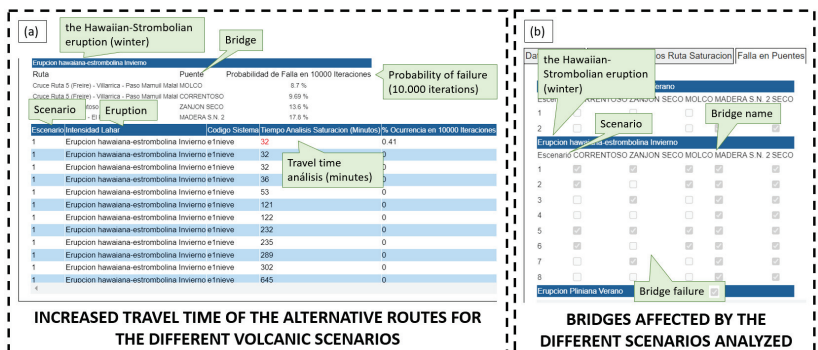 (a)
the Hawaiian-Strombolian
eruption (winter)
Bridge
Erupcion hawaiana-estrombolina Invierno
Ruta Puente Probabilidad de Falla en 10000 Iteraciones
Cruce Ruta 5 (Freire) - Villarrica - Paso Mamuil Malal MOLCO 8.7 %
Cruce Ruta 5 (Freire) - Villarrica - Paso Mamuil Malal CORRENTOSO 9.69 %
ZANJON SECO 13.6 %
MADERA S.N. 2 17.8 %
Probability of failure
(10.000 iterations)
Scenario
Eruption
Escenario Intensidad Lahar Codigo Sistema Tiempo Analisis Saturacion (Minutos) % Ocurrencia en 10000 Iteraciones
1 Erupcion hawaiana-estrombolina Invierno e1nieve 32 0.41
1 Erupcion hawaiana-estrombolina Invierno e1nieve 32
1 Erupcion hawaiana-estrombolina Invierno e1nieve 32
1 Erupcion hawaiana-estrombolina Invierno e1nieve 36 0
1 Erupcion hawaiana-estrombolina Invierno e1nieve 53 0
1 Erupcion hawaiana-estrombolina Invierno e1nieve 121 0
1 Erupcion hawaiana-estrombolina Invierno e1nieve 122 0
1 Erupcion hawaiana-estrombolina Invierno e1nieve 232 0
1 Erupcion hawaiana-estrombolina Invierno e1nieve 235 0
1 Erupcion hawaiana-estrombolina Invierno e1nieve 289 0
1 Erupcion hawaiana-estrombolina Invierno e1nieve 302 0
1 Erupcion hawaiana-estrombolina Invierno e1nieve 645 0
Travel time
análisis (minutes)
INCREASED TRAVEL TIME OF THE ALTERNATIVE ROUTES FOR
THE DIFFERENT VOLCANIC SCENARIOS
(b)
Ruta Saturacion Falla en Puentes
the Hawaiian-
Strombolian eruption
(winter)
Scenario
Bridge name
SECO MOLCO MADERA S.N. 2 SECO
1
2
Erupcion hawaiana-estrombolina Invierno
Escenario CORRENTOSO ZANJON SECO MOLCO MADERA S.N. 2 SECO
1
2
3
4
5
6
7
8
Bridge failure
Erupcion Pliniana Verano
BRIDGES AFFECTED BY THE
DIFFERENT SCENARIOS ANALYZED